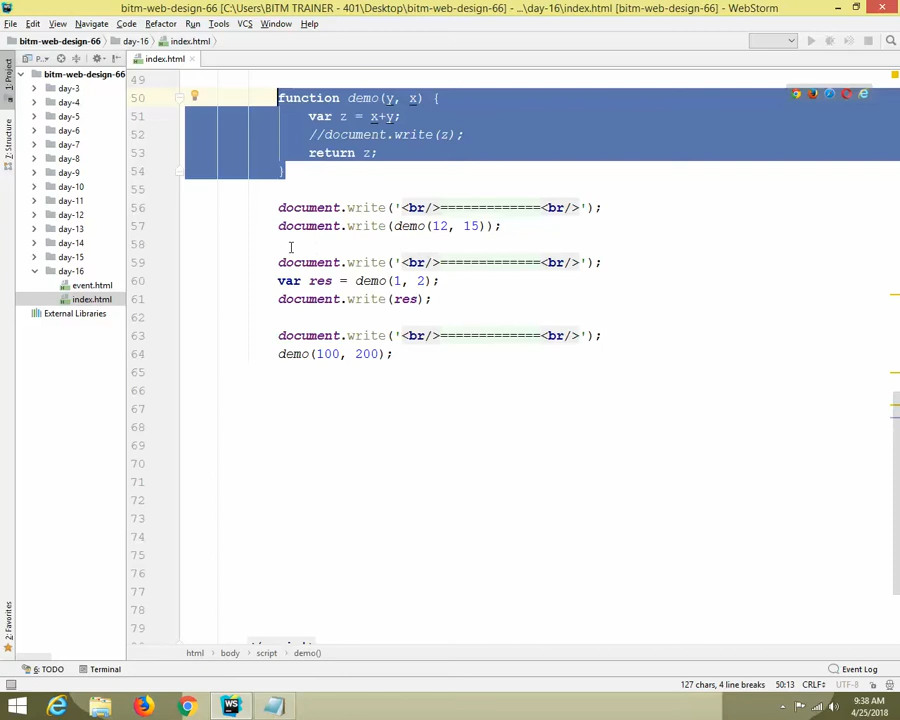 bitm-web-design-66 [C:\Users\BITM TRAINER - 401\Desktop\bitm-web-design-66] - ...\day-16\index.html [bitm-web-design-66] - WebStorm
File Edit View Navigate Code Refactor Run Tools VCS Window Help
bitm-web-design-66 day-16 index.html
P.. index.html
1: Project
bitm-web-design-66
day-3
day-4
day-5
day-6
day-7
day-8
day-9
day-10
day-11
day-12
day-13
day-14
day-15
day-16
event.html
index.html
External Libraries
7: Structure
2: Favorites
49
50 function demo(y, x) {
51 var z = x+y;
52 //document.write(z);
53 return z;
54 }
55
56 document.write('<br/>=============<br/>');
57 document.write(demo(12, 15));
58
59 document.write('<br/>=============<br/>');
60 var res = demo(1, 2);
61 document.write(res);
62
63 document.write('<br/>=============<br/>');
64 demo(100, 200);
65
66
67
68
69
70
71
72
73
74
75
76
77
78
79
html body script demo()
6: TODO Terminal Event Log
127 chars, 4 line breaks 50:13 CRLF÷ UTF-8÷
WS
9:38 AM
4/25/2018